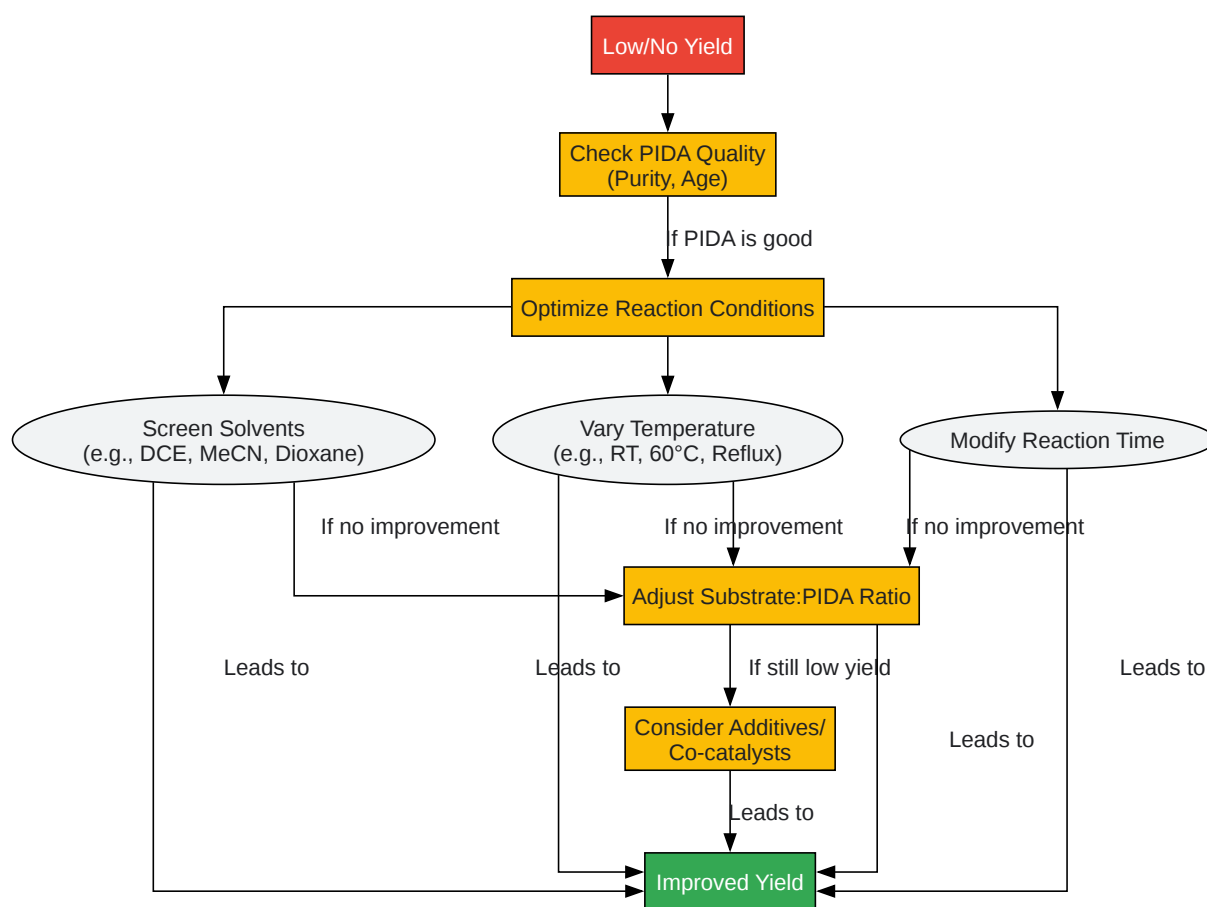 Low/No Yield
Check PIDA Quality
(Purity, Age)
If PIDA is good
Optimize Reaction Conditions
Screen Solvents
(e.g., DCE, MeCN, Dioxane)
Vary Temperature
(e.g., RT, 60°C, Reflux)
Modify Reaction Time
If no improvement
If no improvement
If no improvement
Adjust Substrate:PIDA Ratio
Leads to
Leads to
If still low yield
Leads to
Consider Additives/
Co-catalysts
Leads to
Leads to
Improved Yield